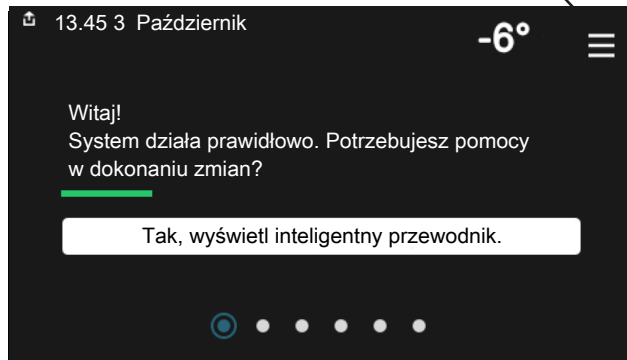 13.45 3 Październik
-6°
Witaj!
System działa prawidłowo. Potrzebujesz pomocy
w dokonaniu zmian?
Tak, wyświetl inteligentny przewodnik.